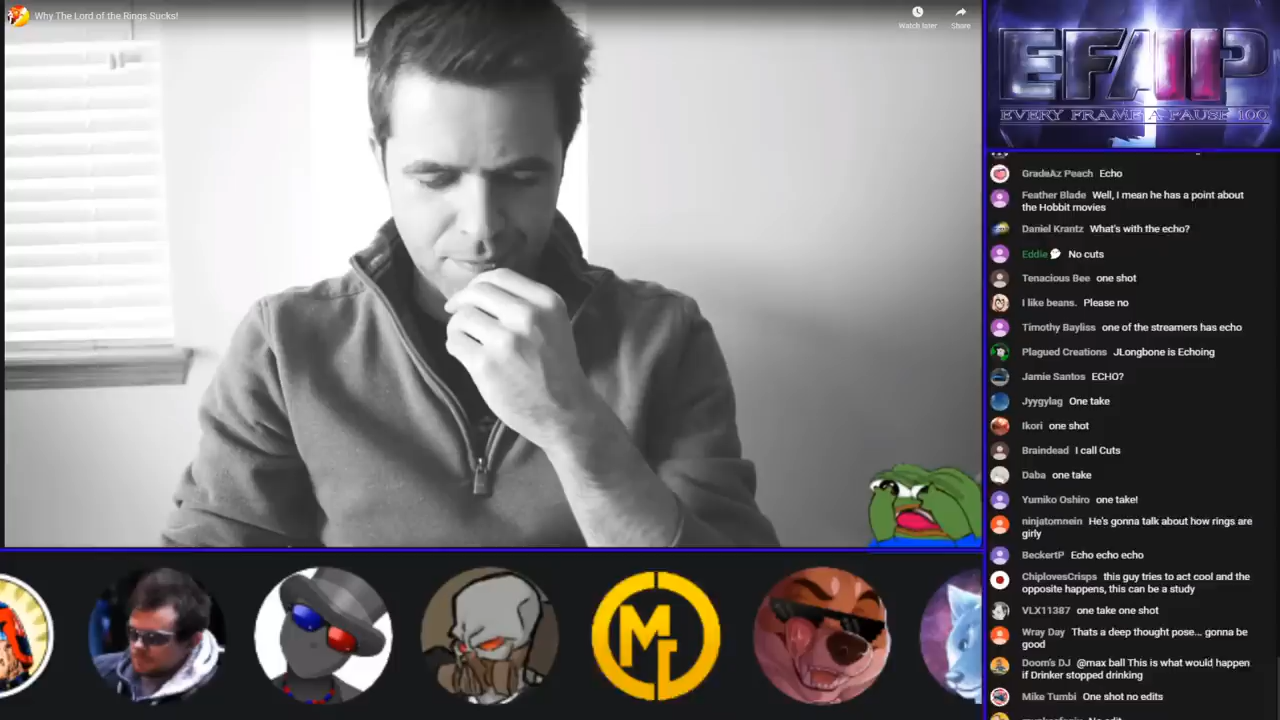 Why The Lord of the Rings Sucks!
Watch later
Share
EFAP
EVERY FRAME A PAUSE 100
GradeAz Peach Echo
Feather Blade Well, I mean he has a point about
the Hobbit movies
Daniel Krantz What's with the echo?
Eddie No cuts
Tenacious Bee one shot
I like beans. Please no
Timothy Bayliss one of the streamers has echo
Plagued Creations JLongbone is Echoing
Jamie Santos ECHO?
Jyygylag One take
Ikori one shot
Braindead I call Cuts
Daba one take
Yumiko Oshiro one take!
ninjatomnein He's gonna talk about how rings are
girly
BeckertP Echo echo echo
ChiplovesCrisps this guy tries to act cool and the
opposite happens, this can be a study
VLX11387 one take one shot
Wray Day Thats a deep thought pose... gonna be
good
Doom's DJ @max ball This is what would happen
if Drinker stopped drinking
Mike Tumbi One shot no edits